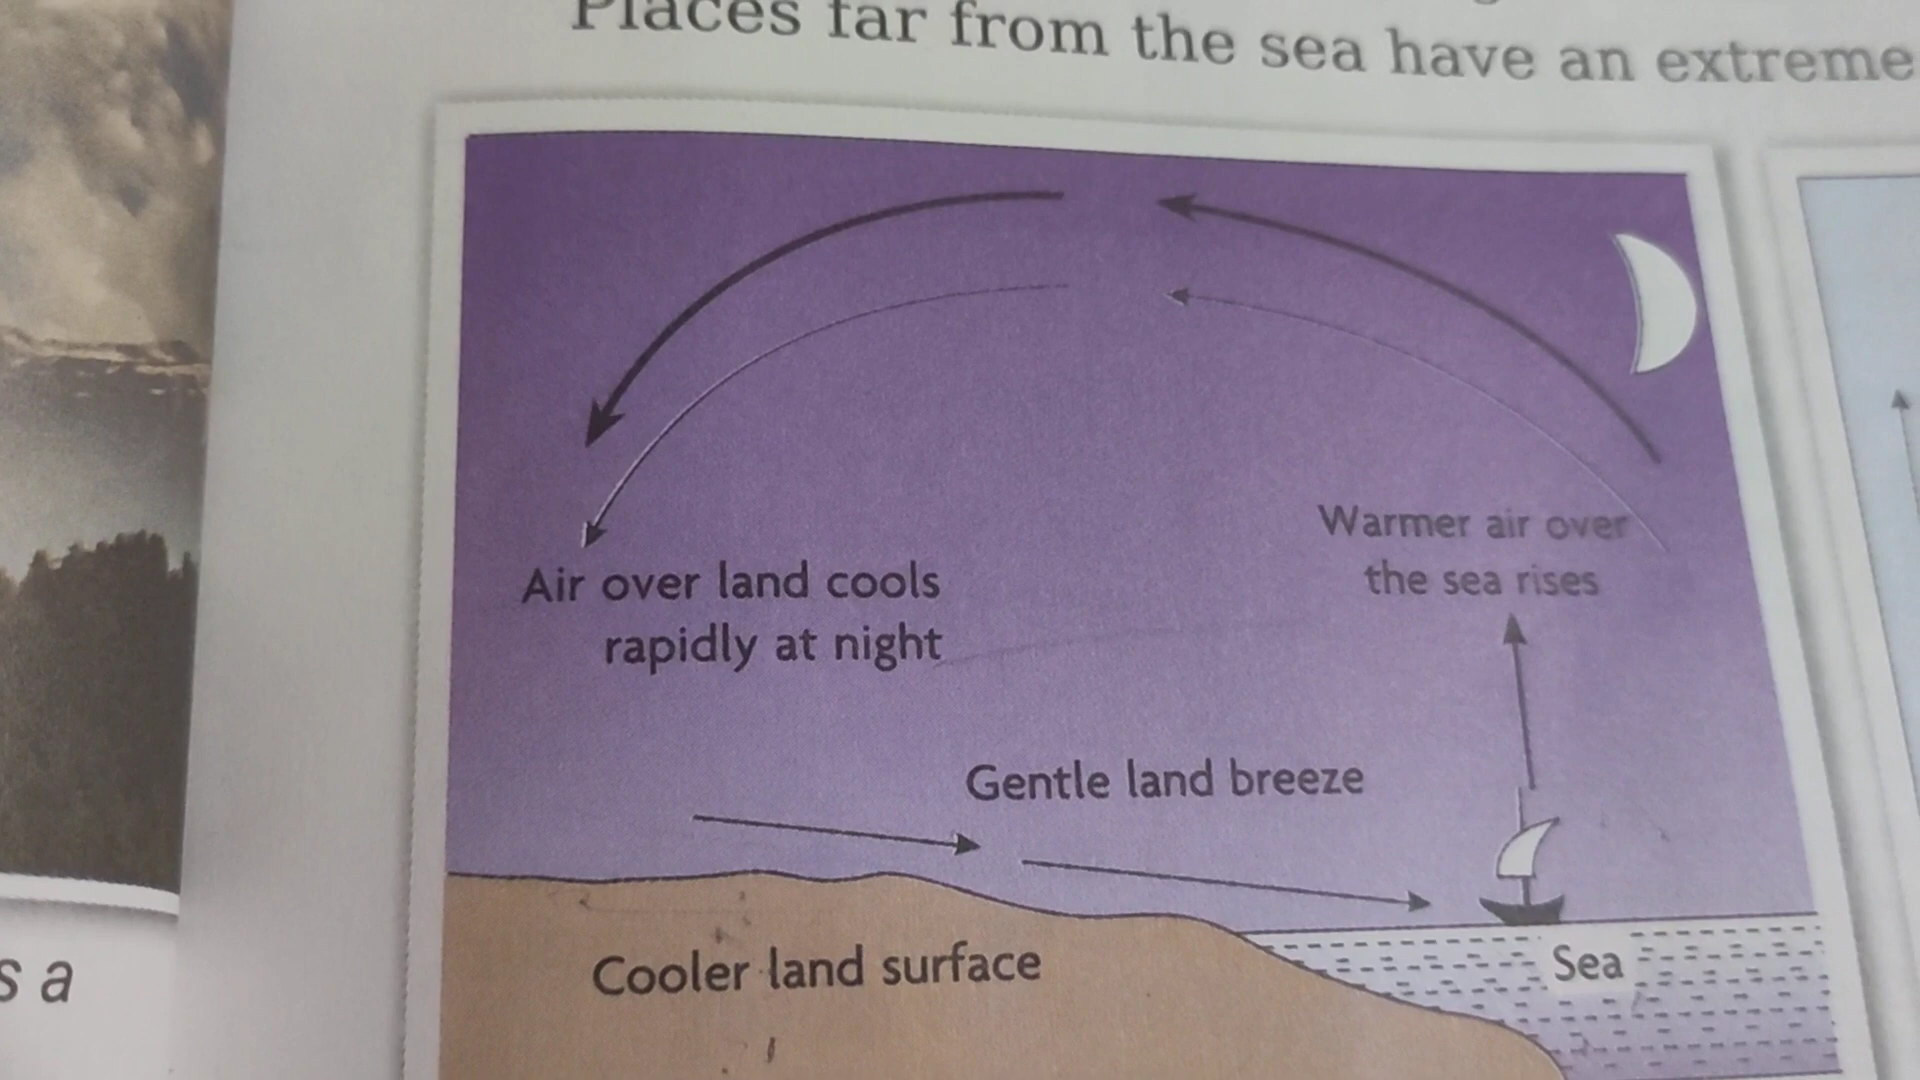 Places far from the sea have an extreme
Warmer air over
the sea rises
Air over land cools
rapidly at night
Gentle land breeze
Cooler land surface
Sea
s a